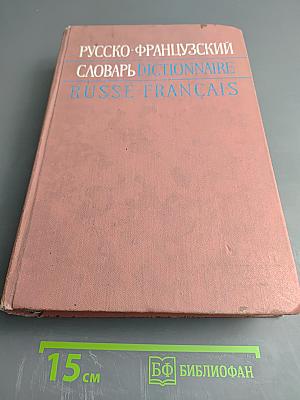 РУССКО-ФРАНЦУЗСКИЙ
СЛОВАРЬ DICTIONNAIRE
RUSSE-FRANÇAIS
15 см
БФ БИБЛИОФАН